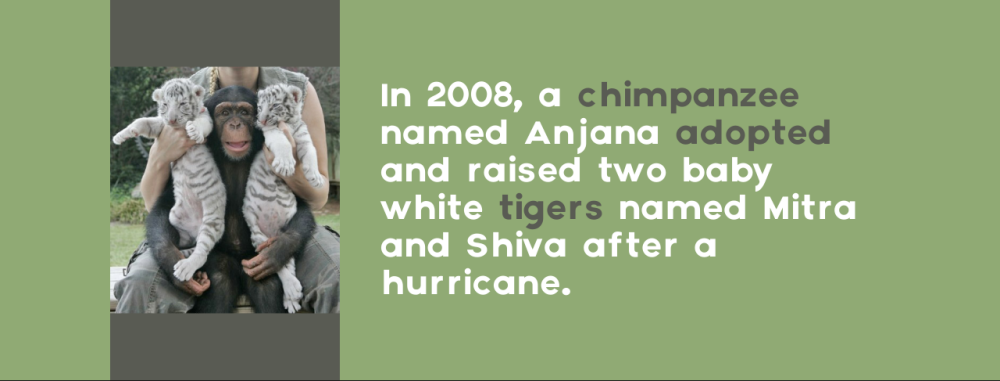 In 2008, a chimpanzee
named Anjana adopted
and raised two baby
white tigers named Mitra
and Shiva after a
hurricane.